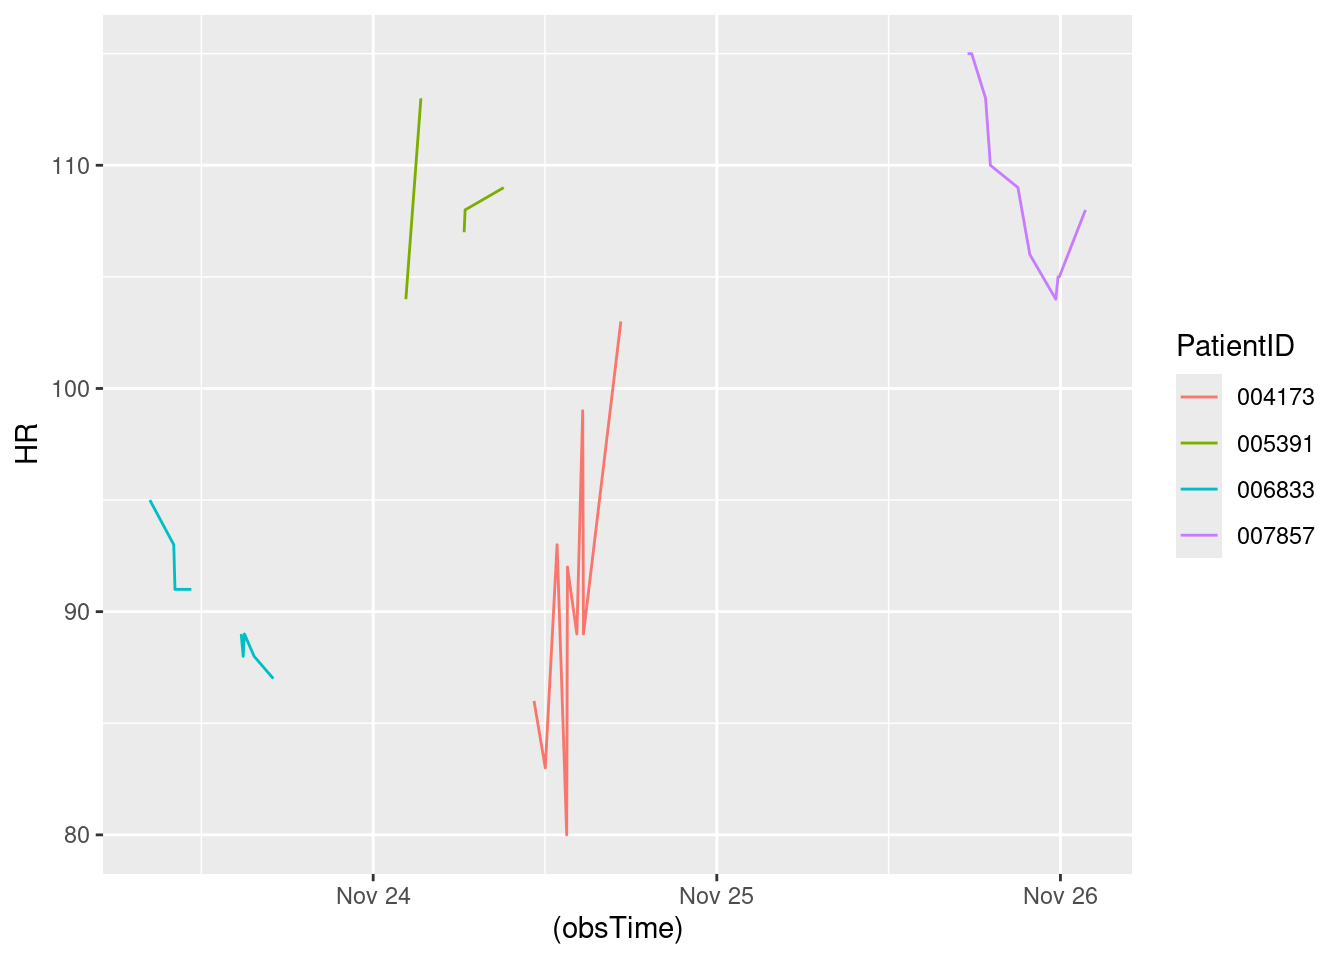 110
100
90
80
HR
Nov 24
Nov 25
Nov 26
(obsTime)
PatientID
004173
005391
006833
007857